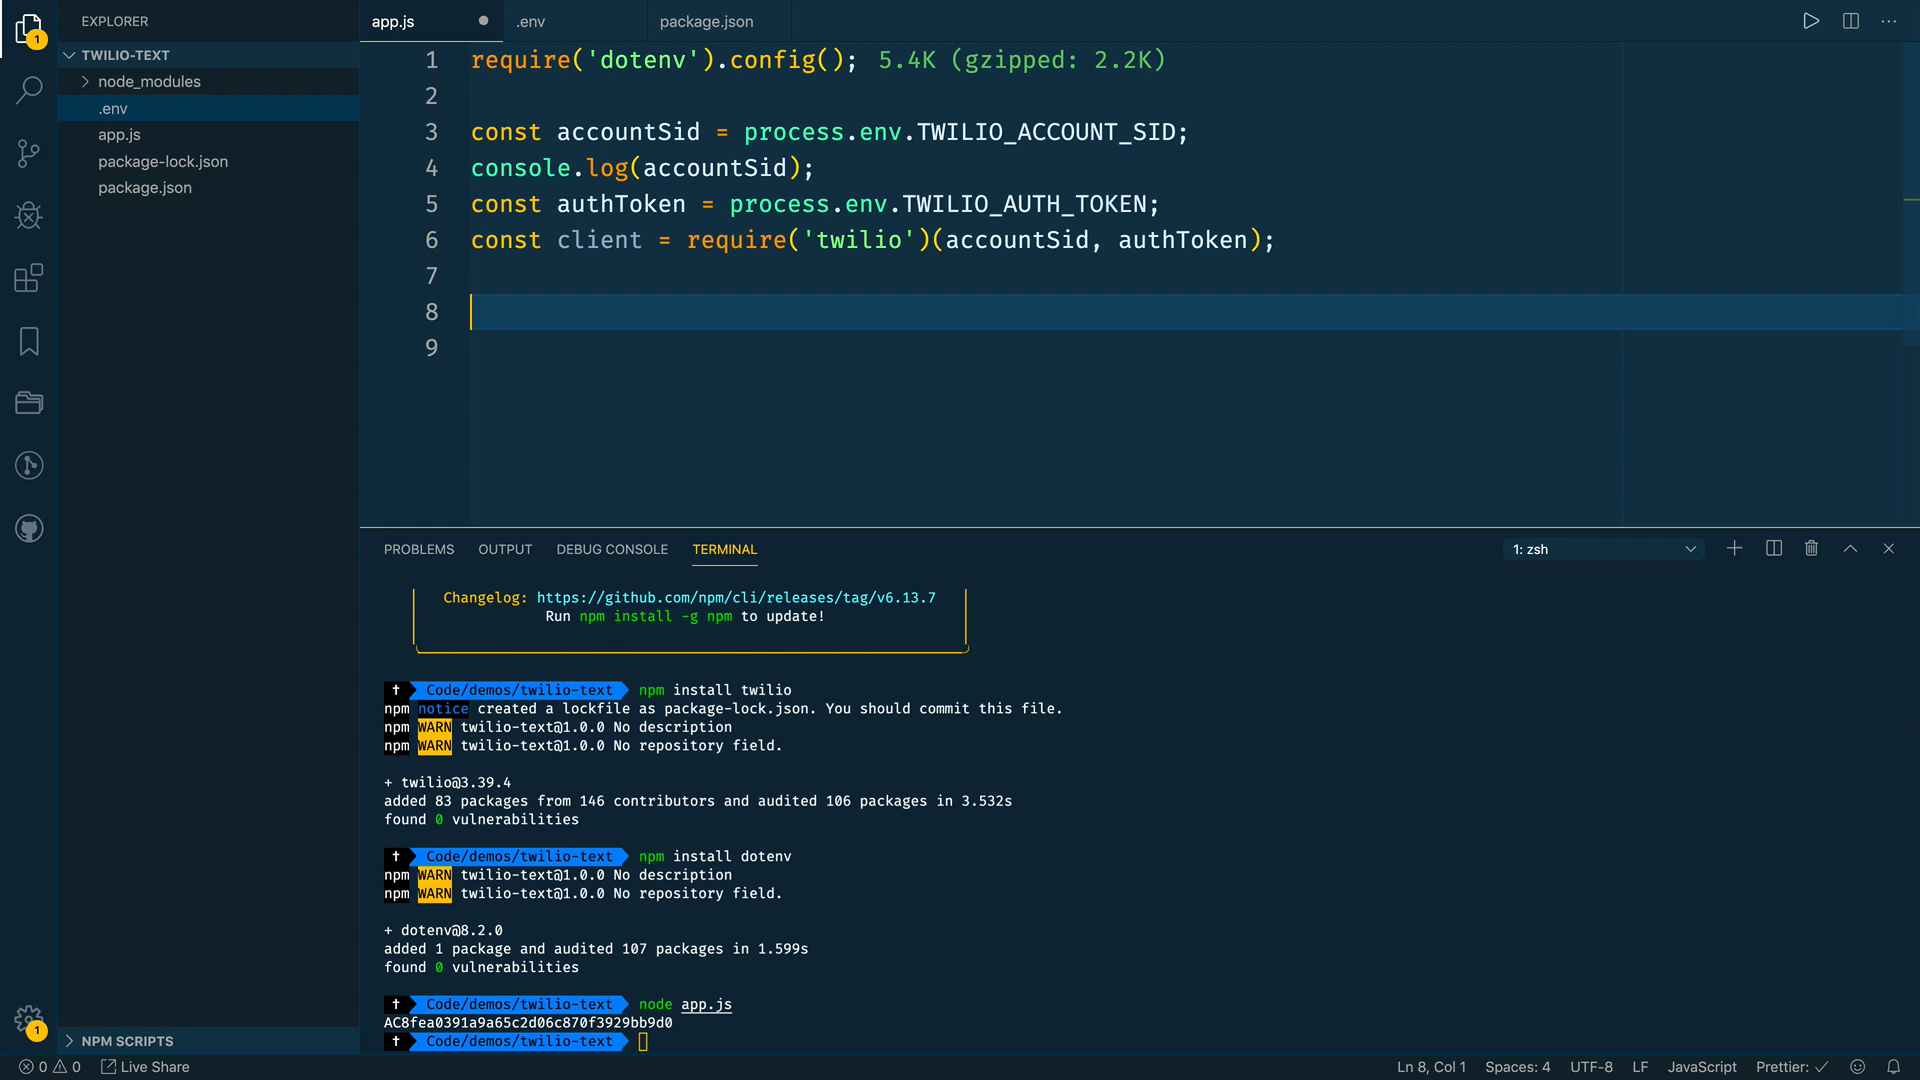 EXPLORER
TWILIO-TEXT
node_modules
.env
app.js
package-lock.json
package.json
NPM SCRIPTS
1
1
app.js
.env
package.json
1 require('dotenv').config(); 5.4K (gzipped: 2.2K)
2
3 const accountSid = process.env.TWILIO_ACCOUNT_SID;
4 console.log(accountSid);
5 const authToken = process.env.TWILIO_AUTH_TOKEN;
6 const client = require('twilio')(accountSid, authToken);
7
8
9
PROBLEMS OUTPUT DEBUG CONSOLE TERMINAL 1: zsh
Changelog: https://github.com/npm/cli/releases/tag/v6.13.7
Run npm install -g npm to update!
Code/demos/twilio-text npm install twilio
npm notice created a lockfile as package-lock.json. You should commit this file.
npm WARN twilio-text@1.0.0 No description
npm WARN twilio-text@1.0.0 No repository field.
+ twilio@3.39.4
added 83 packages from 146 contributors and audited 106 packages in 3.532s
found 0 vulnerabilities
Code/demos/twilio-text npm install dotenv
npm WARN twilio-text@1.0.0 No description
npm WARN twilio-text@1.0.0 No repository field.
+ dotenv@8.2.0
added 1 package and audited 107 packages in 1.599s
found 0 vulnerabilities
Code/demos/twilio-text node app.js
AC8fea0391a9a65c2d06c870f3929bb9d0
Code/demos/twilio-text
0 0 Live Share Ln 8, Col 1 Spaces: 4 UTF-8 LF JavaScript Prettier: ✓